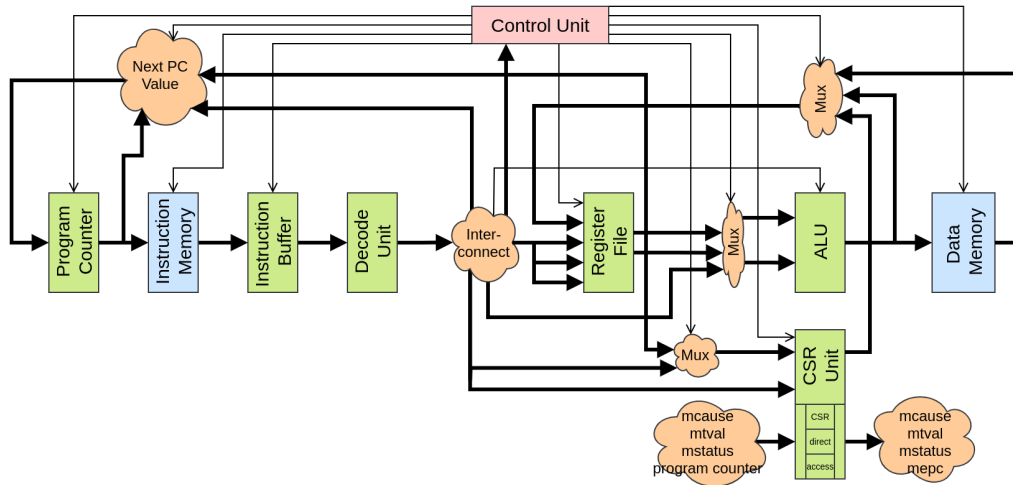 Control Unit
Next PC
Value
Mux
Program
Counter
Instruction
Memory
Instruction
Buffer
Decode
Unit
Inter-
connect
Register
File
Mux
ALU
Data
Memory
Mux
CSR
Unit
mcause
mtval
mstatus
program counter
CSR
direct
access
mcause
mtval
mstatus
mepc